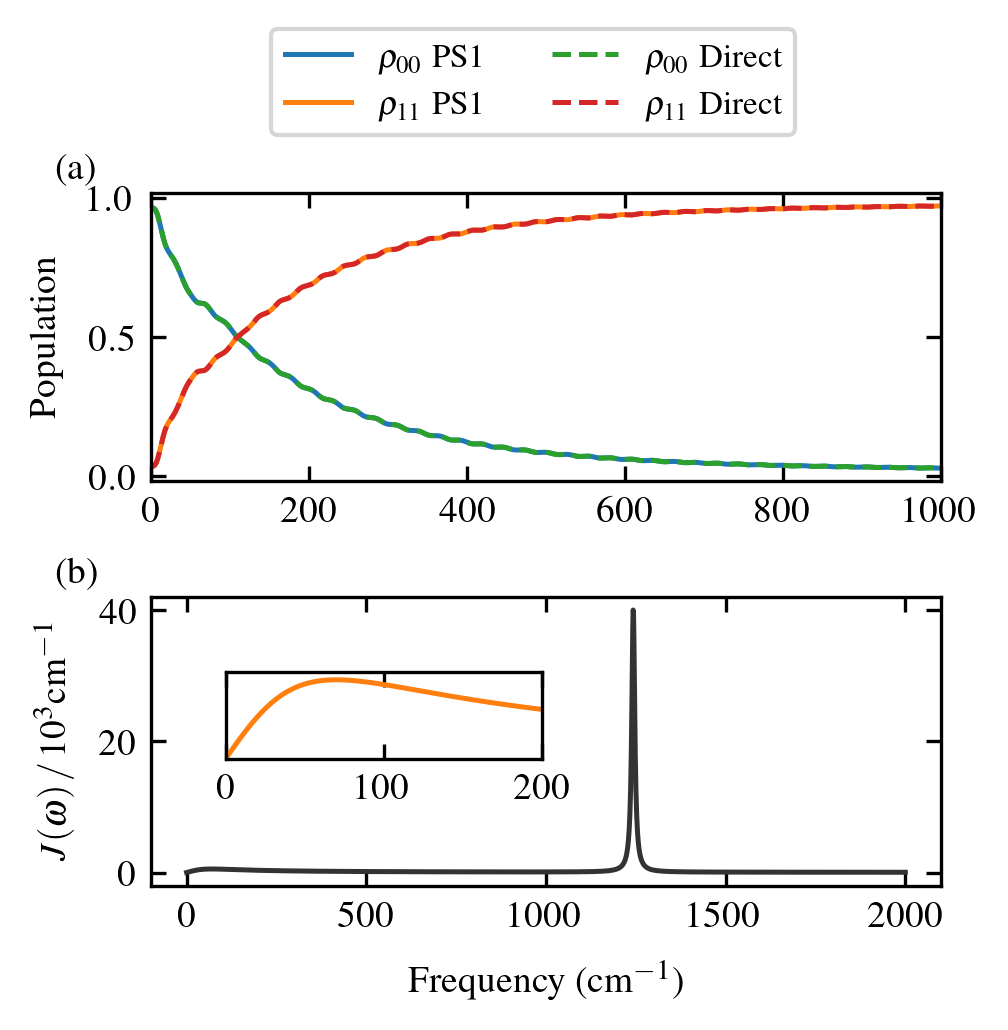 ρ₀₀ PS1 ρ₀₀ Direct
ρ₁₁ PS1 ρ₁₁ Direct
(a)
1.0
0.5
0.0
Population
0 200 400 600 800 1000
(b)
40
20
0
J(ω) / 10³cm⁻¹
0 100 200
0 500 1000 1500 2000
Frequency (cm⁻¹)